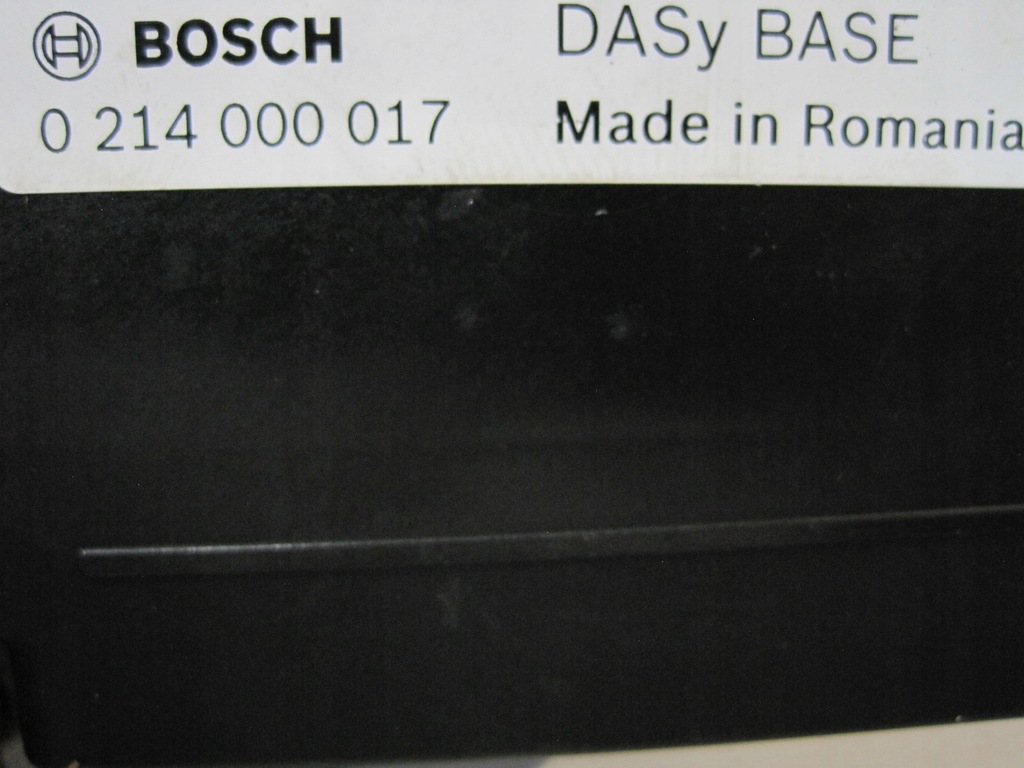 BOSCH DASy BASE
0 214 000 017 Made in Romania